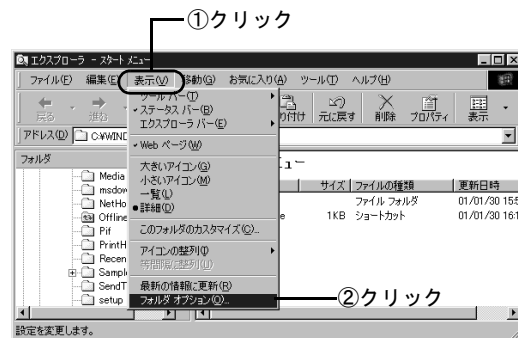 ①クリック
エクスプローラ - スタート メニュー
ファイル(F) 編集(E) 表示(V) 移動(G) お気に入り(A) ツール(T) ヘルプ(H)
戻る 進む り付け 元に戻す 削除 プロパティ 表示
アドレス(D) C:¥WIND
フォルダ
ツール バー(T)
ステータス バー(B)
エクスプローラ バー(E)
Web ページ(W)
大きいアイコン(G)
小さいアイコン(M)
一覧(L)
詳細(D)
このフォルダのカスタマイズ(C)...
アイコンの整列(I)
等間隔に整列(U)
最新の情報に更新(R)
フォルダ オプション(O)...
②クリック
Media
msdow
NetHo
Offline
Pif
PrintH
Recen
Sampl
SendT
setup
ュー
サイズ ファイルの種類 更新日時
ファイル フォルダ 01/01/30 15:5
e 1KB ショートカット 01/01/30 16:1
設定を変更します。